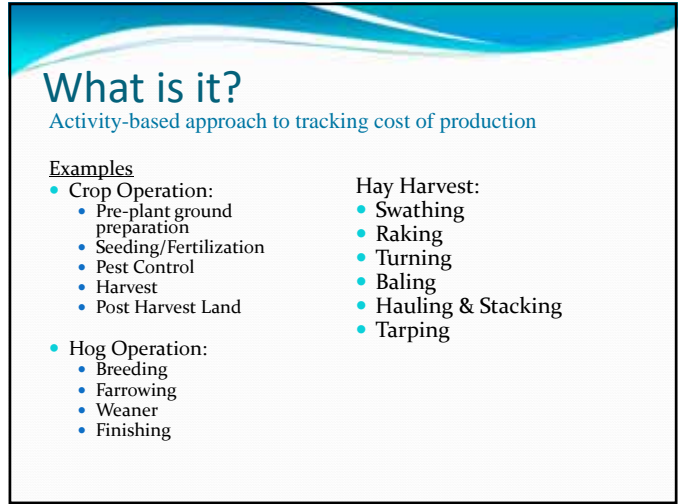 What is it?
Activity-based approach to tracking cost of production
Examples
• Crop Operation:
• Pre-plant ground
preparation
• Seeding/Fertilization
• Pest Control
• Harvest
• Post Harvest Land
• Hog Operation:
• Breeding
• Farrowing
• Weaner
• Finishing
Hay Harvest:
• Swathing
• Raking
• Turning
• Baling
• Hauling & Stacking
• Tarping